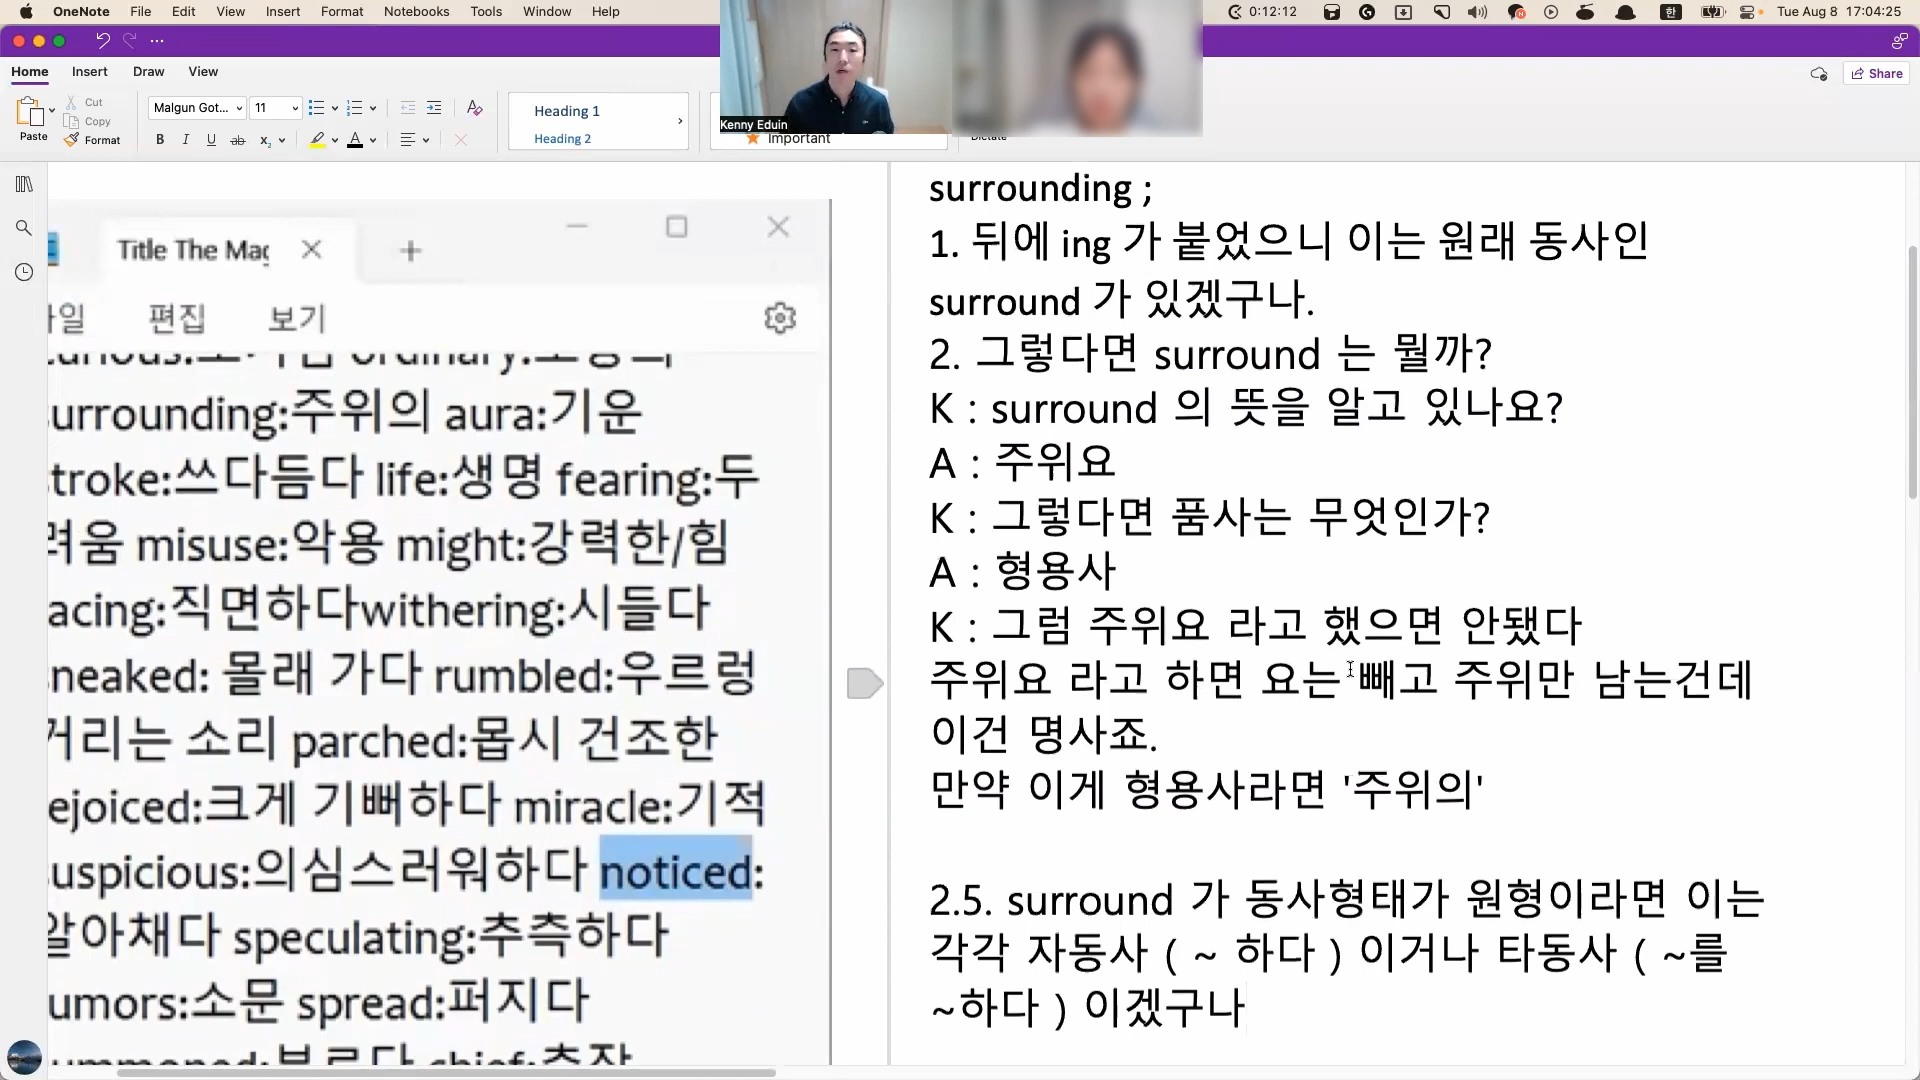 OneNote File Edit View Insert Format Notebooks Tools Window Help 0:12:12 한 Tue Aug 8 17:04:25
Home Insert Draw View
Share
Paste Cut Copy Format
Malgun Got... 11
B I U ab x₂ A
Heading 1
Heading 2
Important
Kenny Eduin
Title The Mag
편집 보기
surrounding:주위의 aura:기운
stroke:쓰다듬다 life:생명 fearing:두
려움 misuse:악용 might:강력한/힘
acing:직면하다withering:시들다
sneaked: 몰래 가다 rumbled:우르렁
거리는 소리 parched:몹시 건조한
ejoiced:크게 기뻐하다 miracle:기적
suspicious:의심스러워하다 noticed:
알아채다 speculating:추측하다
umors:소문 spread:퍼지다
surrounding ;
1. 뒤에 ing 가 붙었으니 이는 원래 동사인
surround 가 있겠구나.
2. 그렇다면 surround 는 뭘까?
K : surround 의 뜻을 알고 있나요?
A : 주위요
K : 그렇다면 품사는 무엇인가?
A : 형용사
K : 그럼 주위요 라고 했으면 안됐다
주위요 라고 하면 요는 빼고 주위만 남는건데
이건 명사죠.
만약 이게 형용사라면 '주위의'
2.5. surround 가 동사형태가 원형이라면 이는
각각 자동사 ( ~ 하다 ) 이거나 타동사 ( ~를
~하다 ) 이겠구나